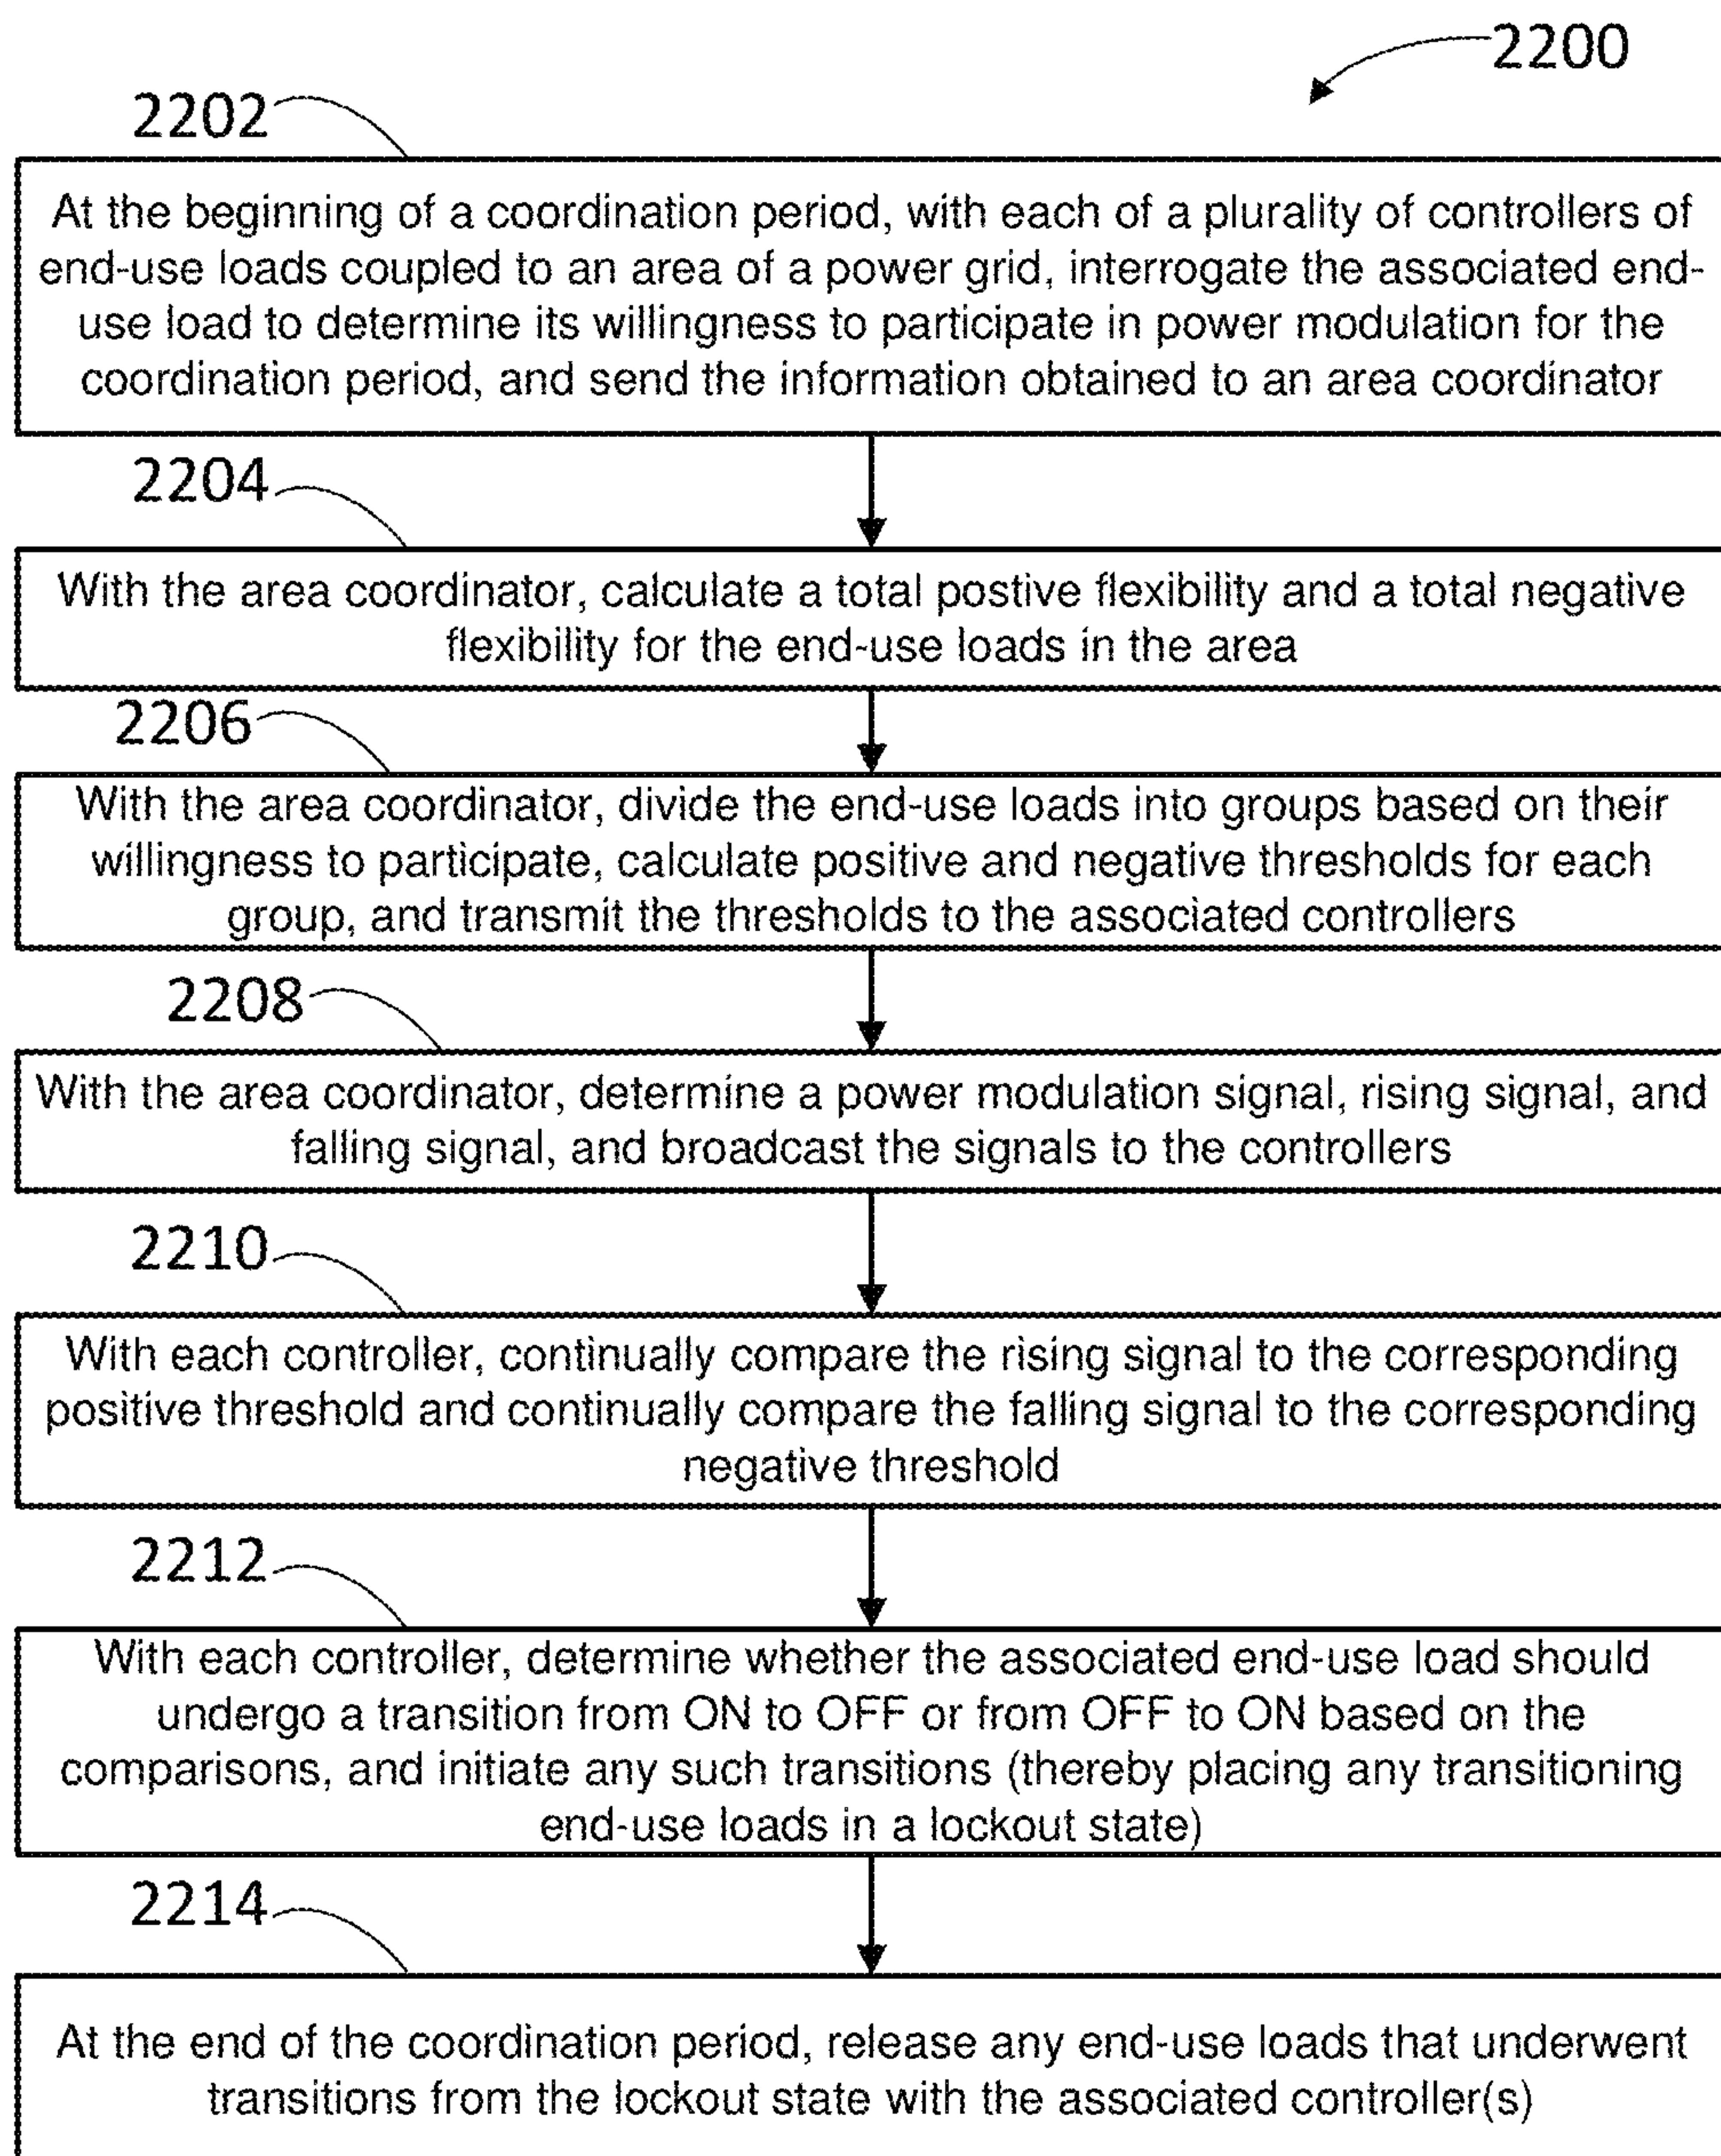 2200
2202
At the beginning of a coordination period, with each of a plurality of controllers of
end-use loads coupled to an area of a power grid, interrogate the associated end-
use load to determine its willingness to participate in power modulation for the
coordination period, and send the information obtained to an area coordinator
2204
With the area coordinator, calculate a total postive flexibility and a total negative
flexibility for the end-use loads in the area
2206
With the area coordinator, divide the end-use loads into groups based on their
willingness to participate, calculate positive and negative thresholds for each
group, and transmit the thresholds to the associated controllers
2208
With the area coordinator, determine a power modulation signal, rising signal, and
falling signal, and broadcast the signals to the controllers
2210
With each controller, continually compare the rising signal to the corresponding
positive threshold and continually compare the falling signal to the corresponding
negative threshold
2212
With each controller, determine whether the associated end-use load should
undergo a transition from ON to OFF or from OFF to ON based on the
comparisons, and initiate any such transitions (thereby placing any transitioning
end-use loads in a lockout state)
2214
At the end of the coordination period, release any end-use loads that underwent
transitions from the lockout state with the associated controller(s)